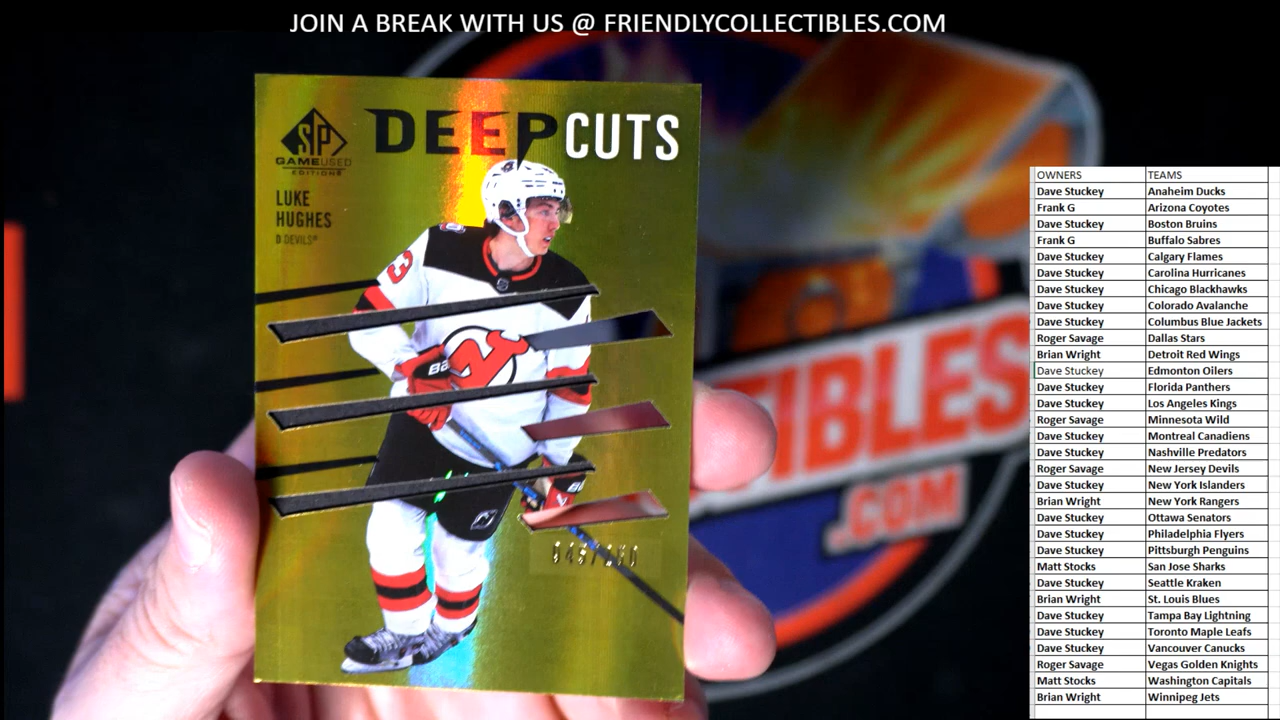 JOIN A BREAK WITH US @ FRIENDLYCOLLECTIBLES.COM
DEEP CUTS
SP
GAMEUSED
EDITION
LUKE
HUGHES
D DEVILS
TIBLES
.COM
OWNERS TEAMS
Dave Stuckey Anaheim Ducks
Frank G Arizona Coyotes
Dave Stuckey Boston Bruins
Frank G Buffalo Sabres
Dave Stuckey Calgary Flames
Dave Stuckey Carolina Hurricanes
Dave Stuckey Chicago Blackhawks
Dave Stuckey Colorado Avalanche
Dave Stuckey Columbus Blue Jackets
Roger Savage Dallas Stars
Brian Wright Detroit Red Wings
Dave Stuckey Edmonton Oilers
Dave Stuckey Florida Panthers
Dave Stuckey Los Angeles Kings
Roger Savage Minnesota Wild
Dave Stuckey Montreal Canadiens
Dave Stuckey Nashville Predators
Roger Savage New Jersey Devils
Dave Stuckey New York Islanders
Brian Wright New York Rangers
Dave Stuckey Ottawa Senators
Dave Stuckey Philadelphia Flyers
Dave Stuckey Pittsburgh Penguins
Matt Stocks San Jose Sharks
Dave Stuckey Seattle Kraken
Brian Wright St. Louis Blues
Dave Stuckey Tampa Bay Lightning
Dave Stuckey Toronto Maple Leafs
Dave Stuckey Vancouver Canucks
Roger Savage Vegas Golden Knights
Matt Stocks Washington Capitals
Brian Wright Winnipeg Jets